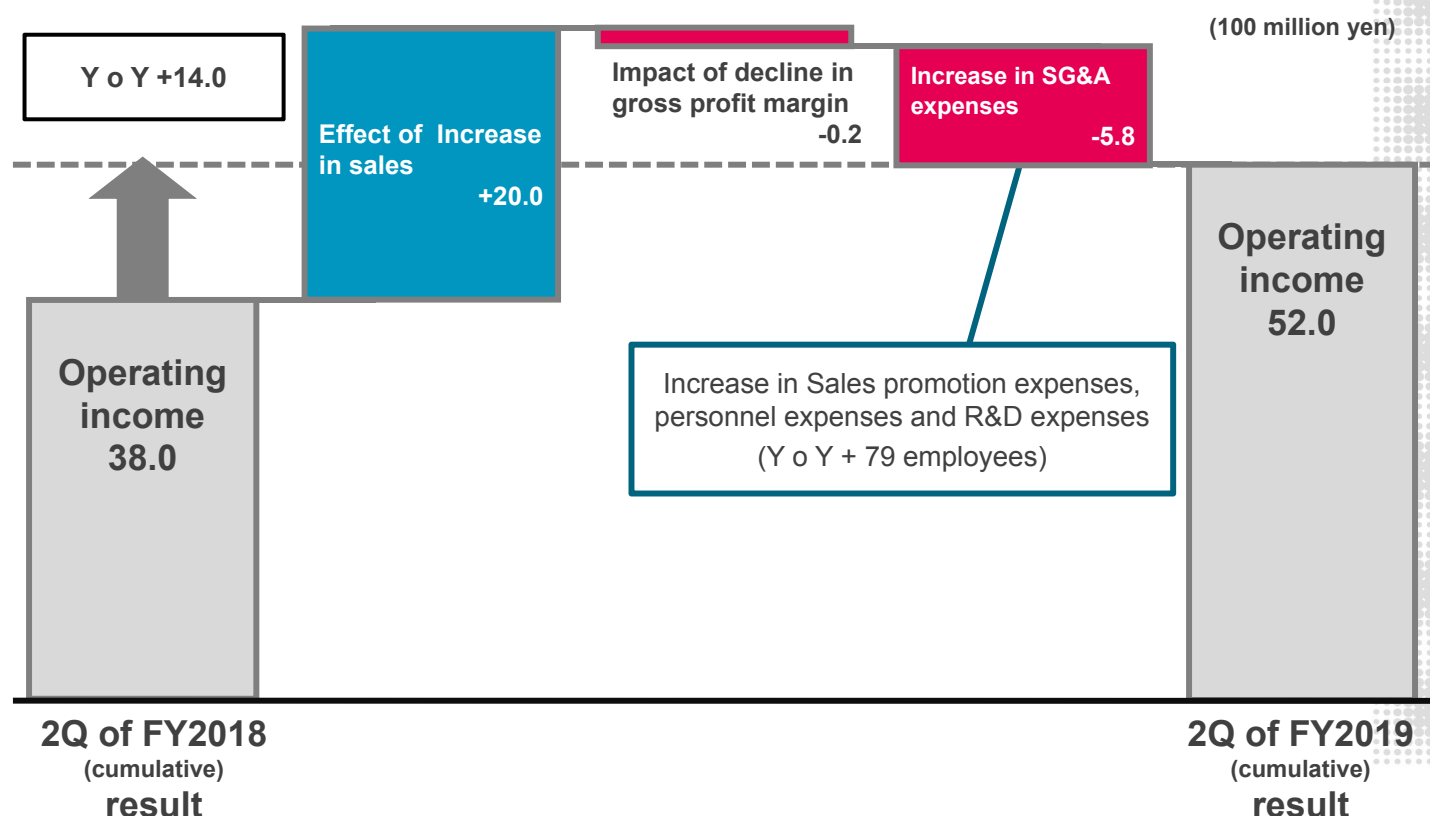 (100 million yen)
Y o Y +14.0
Effect of Increase
in sales
+20.0
Impact of decline in
gross profit margin
-0.2
Increase in SG&A
expenses
-5.8
Operating
income
38.0
Increase in Sales promotion expenses,
personnel expenses and R&D expenses
(Y o Y + 79 employees)
Operating
income
52.0
2Q of FY2018
(cumulative)
result
2Q of FY2019
(cumulative)
result